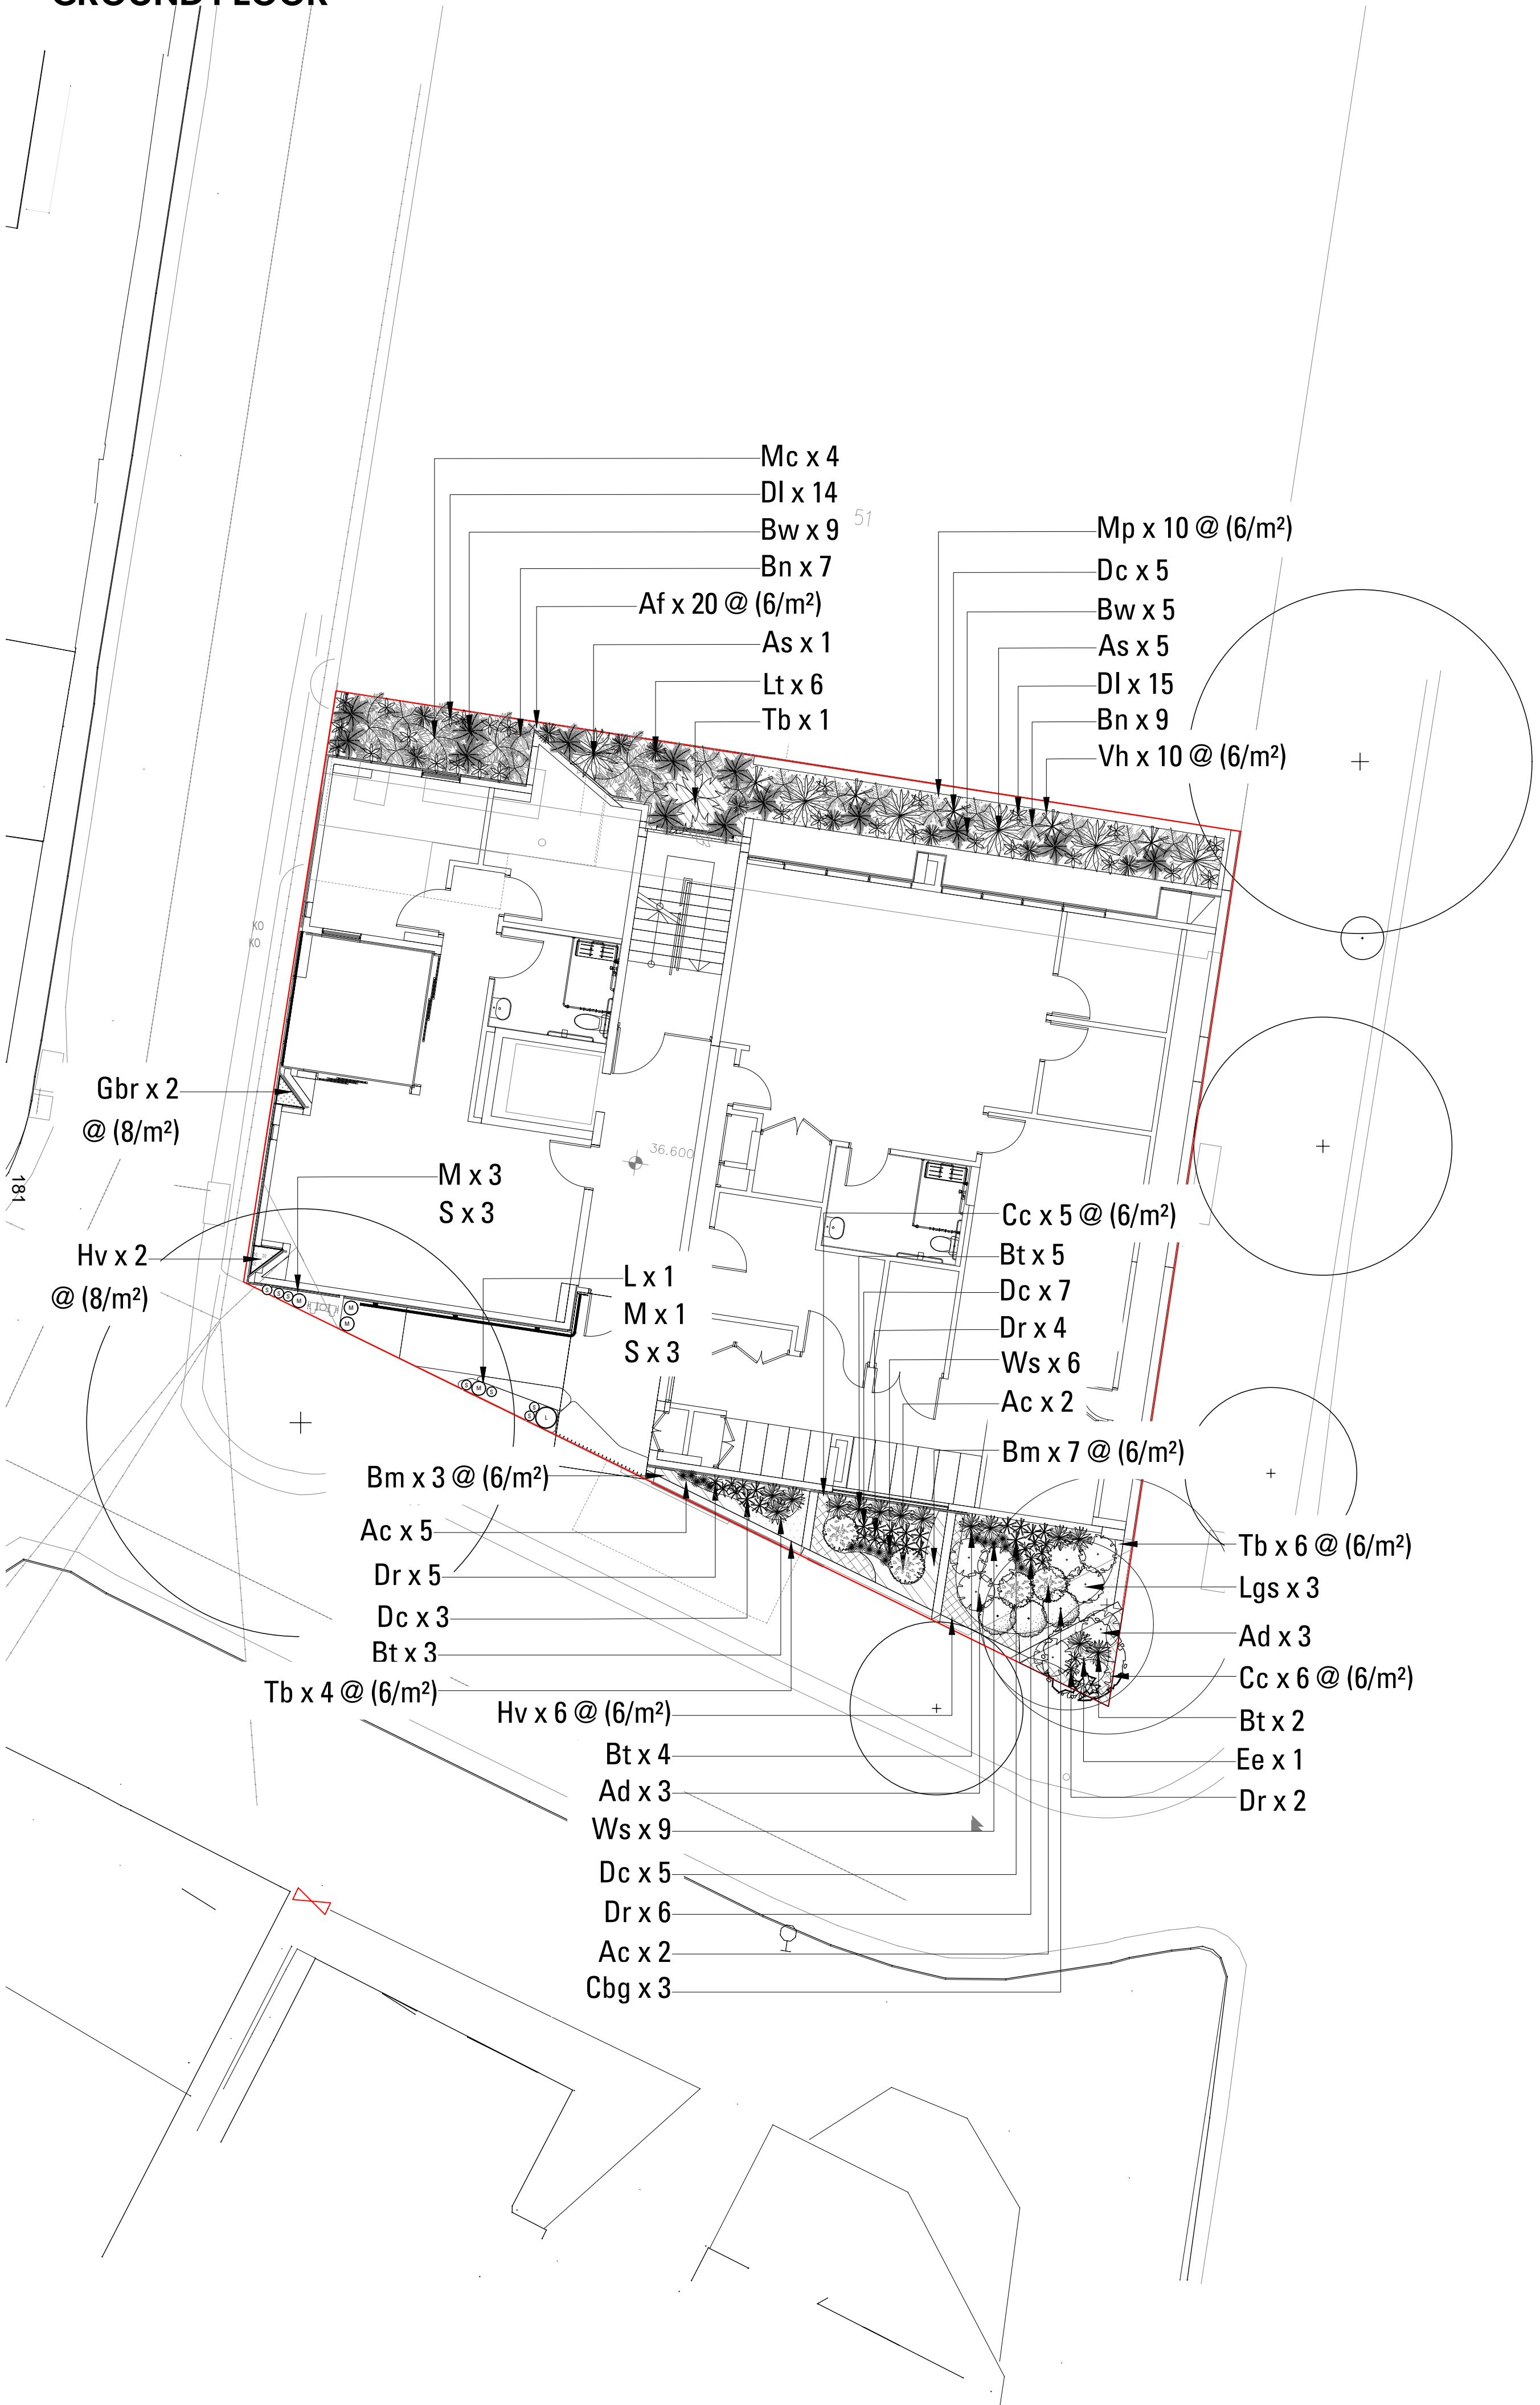 GROUND FLOOR
Mc x 4
Dl x 14
Bw x 9
51
Bn x 7
Af x 20 @ (6/m²)
As x 1
Lt x 6
Tb x 1
Mp x 10 @ (6/m²)
Dc x 5
Bw x 5
As x 5
Dl x 15
Bn x 9
Vh x 10 @ (6/m²)
KO
KO
Gbr x 2
@ (8/m²)
36.600
181
M x 3
S x 3
Hv x 2
@ (8/m²)
L x 1
M x 1
S x 3
Cc x 5 @ (6/m²)
Bt x 5
Dc x 7
Dr x 4
Ws x 6
Ac x 2
Bm x 7 @ (6/m²)
S S S M
M
M
S M S
S
S L
Bm x 3 @ (6/m²)
Ac x 5
Dr x 5
Dc x 3
Bt x 3
Tb x 4 @ (6/m²)
Hv x 6 @ (6/m²)
Bt x 4
Ad x 3
Ws x 9
Dc x 5
Dr x 6
Ac x 2
Cbg x 3
Tb x 6 @ (6/m²)
Lgs x 3
Ad x 3
Cc x 6 @ (6/m²)
Bt x 2
Ee x 1
Dr x 2